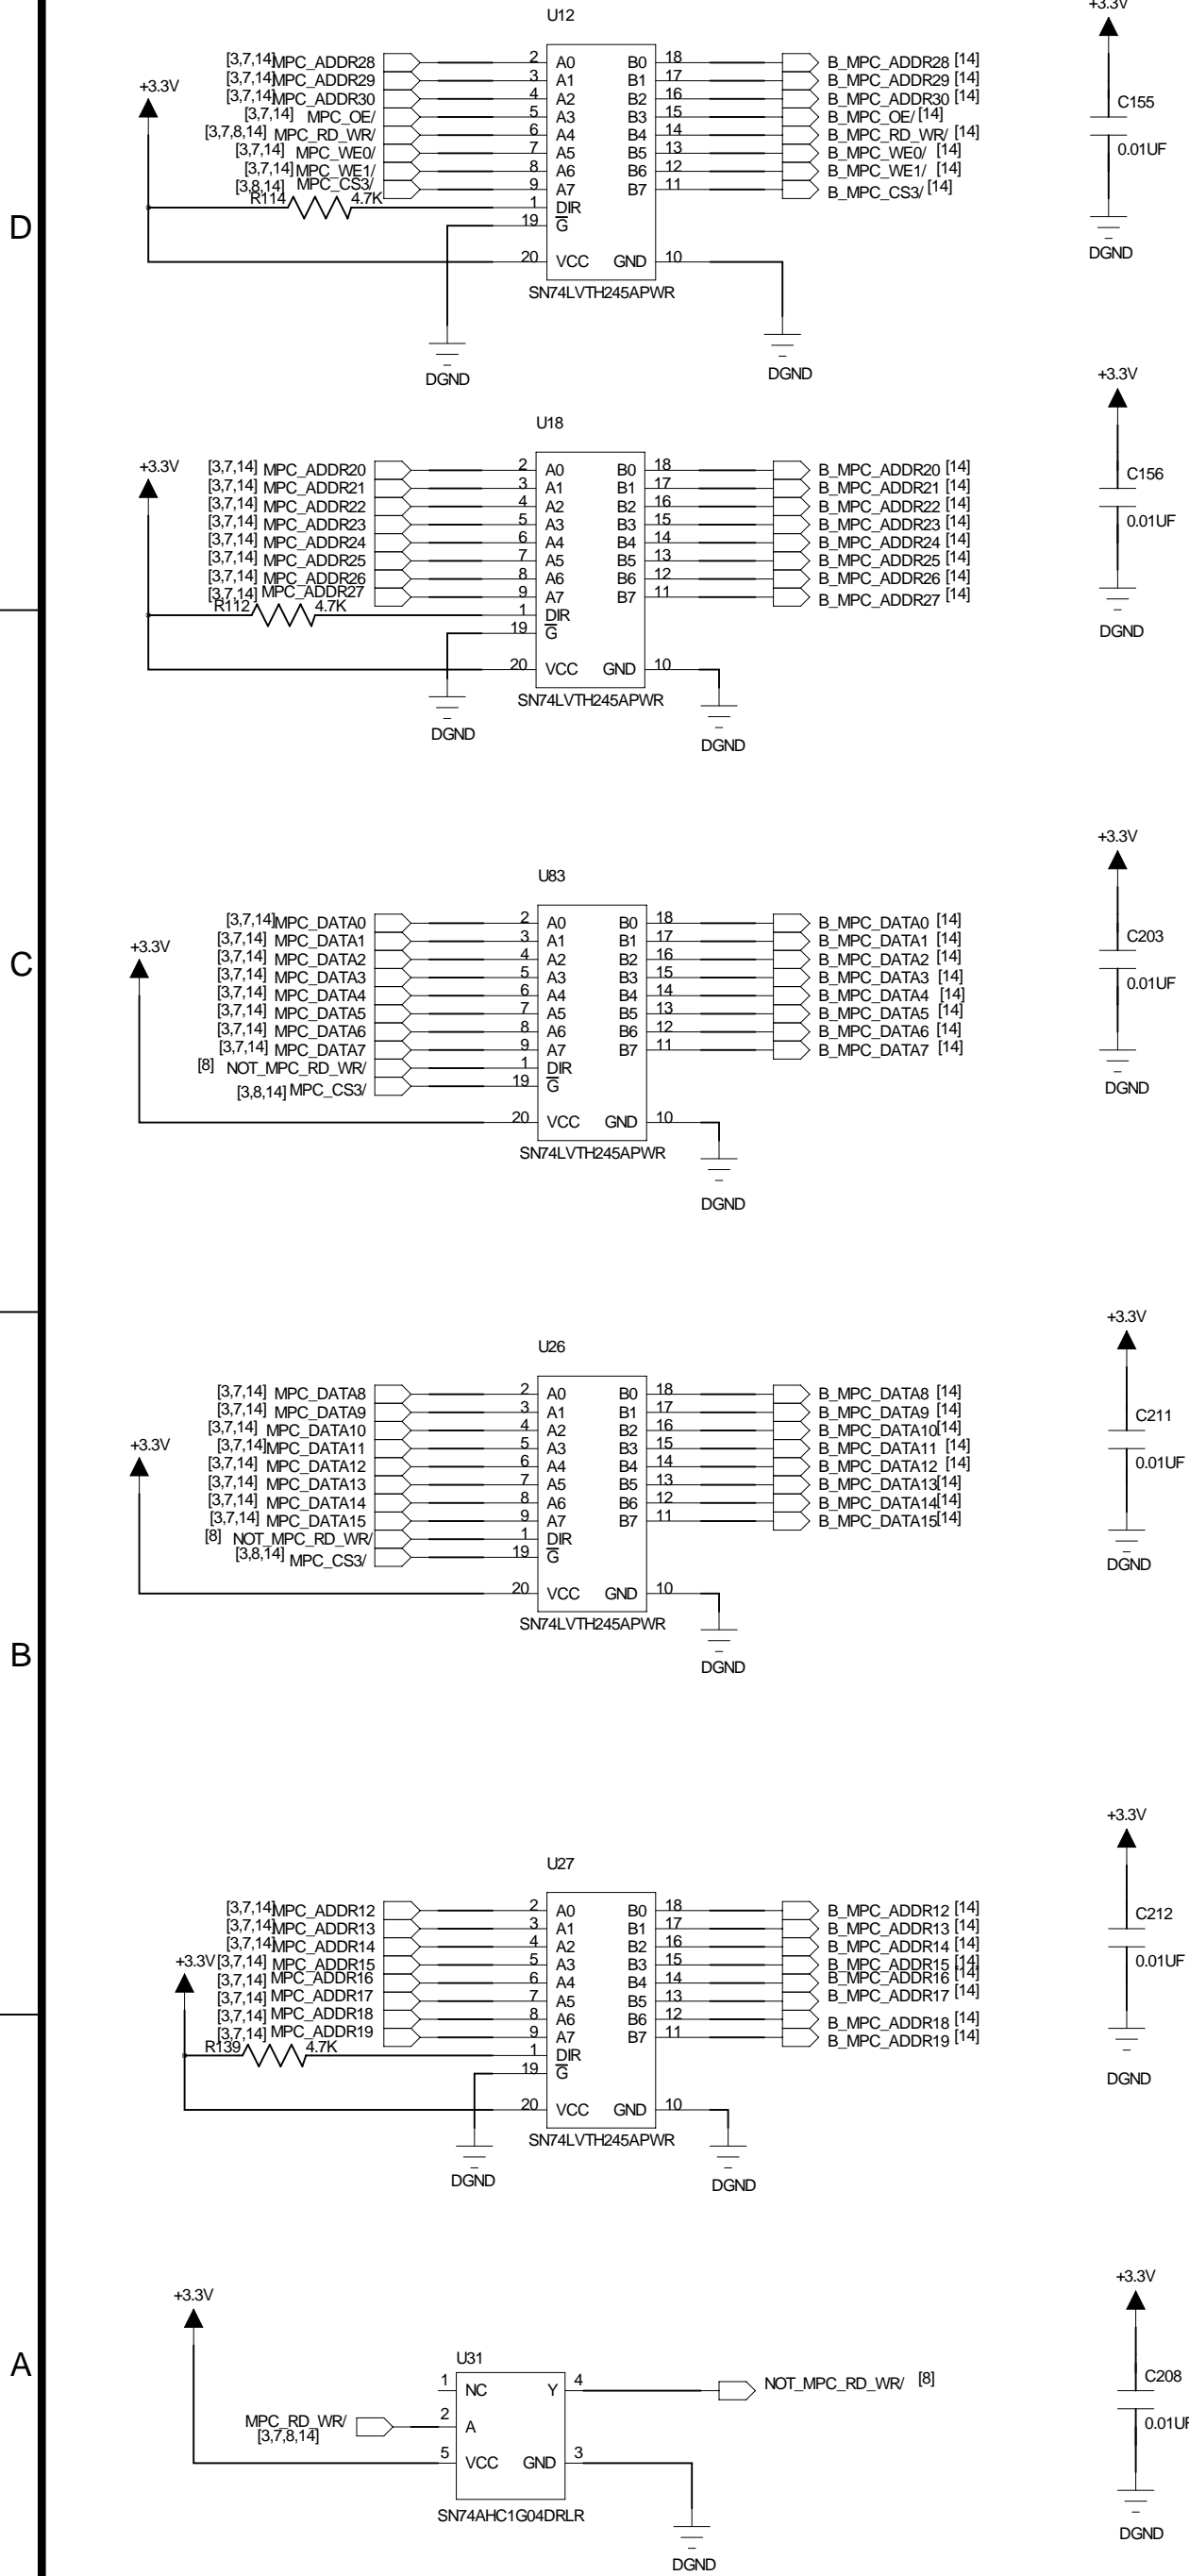 +3.3V
U12
[3,7,14] MPC_ADDR28 2 A0 B0 18 B_MPC_ADDR28 [14]
[3,7,14] MPC_ADDR29 3 A1 B1 17 B_MPC_ADDR29 [14]
[3,7,14] MPC_ADDR30 4 A2 B2 16 B_MPC_ADDR30 [14]
[3,7,14] MPC_OE/ 5 A3 B3 15 B_MPC_OE/ [14]
[3,7,8,14] MPC_RD_WR/ 6 A4 B4 14 B_MPC_RD_WR/ [14]
[3,7,14] MPC_WE0/ 7 A5 B5 13 B_MPC_WE0/ [14]
[3,7,14] MPC_WE1/ 8 A6 B6 12 B_MPC_WE1/ [14]
[3,8,14] MPC_CS3/ 9 A7 B7 11 B_MPC_CS3/ [14]
+3.3V
R114 4.7K 1 DIR
19 G
20 VCC GND 10
SN74LVTH245APWR
DGND
DGND
C155
0.01UF
DGND
D
+3.3V
U18
+3.3V
[3,7,14] MPC_ADDR20 2 A0 B0 18 B_MPC_ADDR20 [14]
[3,7,14] MPC_ADDR21 3 A1 B1 17 B_MPC_ADDR21 [14]
[3,7,14] MPC_ADDR22 4 A2 B2 16 B_MPC_ADDR22 [14]
[3,7,14] MPC_ADDR23 5 A3 B3 15 B_MPC_ADDR23 [14]
[3,7,14] MPC_ADDR24 6 A4 B4 14 B_MPC_ADDR24 [14]
[3,7,14] MPC_ADDR25 7 A5 B5 13 B_MPC_ADDR25 [14]
[3,7,14] MPC_ADDR26 8 A6 B6 12 B_MPC_ADDR26 [14]
[3,7,14] MPC_ADDR27 9 A7 B7 11 B_MPC_ADDR27 [14]
R112 4.7K 1 DIR
19 G
20 VCC GND 10
SN74LVTH245APWR
DGND
DGND
C156
0.01UF
DGND
+3.3V
U83
[3,7,14] MPC_DATA0 2 A0 B0 18 B_MPC_DATA0 [14]
[3,7,14] MPC_DATA1 3 A1 B1 17 B_MPC_DATA1 [14]
[3,7,14] MPC_DATA2 4 A2 B2 16 B_MPC_DATA2 [14]
[3,7,14] MPC_DATA3 5 A3 B3 15 B_MPC_DATA3 [14]
[3,7,14] MPC_DATA4 6 A4 B4 14 B_MPC_DATA4 [14]
[3,7,14] MPC_DATA5 7 A5 B5 13 B_MPC_DATA5 [14]
[3,7,14] MPC_DATA6 8 A6 B6 12 B_MPC_DATA6 [14]
[3,7,14] MPC_DATA7 9 A7 B7 11 B_MPC_DATA7 [14]
[8] NOT_MPC_RD_WR/ 1 DIR
[3,8,14] MPC_CS3/ 19 G
+3.3V
20 VCC GND 10
SN74LVTH245APWR
DGND
C203
0.01UF
DGND
C
+3.3V
U26
[3,7,14] MPC_DATA8 2 A0 B0 18 B_MPC_DATA8 [14]
[3,7,14] MPC_DATA9 3 A1 B1 17 B_MPC_DATA9 [14]
[3,7,14] MPC_DATA10 4 A2 B2 16 B_MPC_DATA10 [14]
[3,7,14] MPC_DATA11 5 A3 B3 15 B_MPC_DATA11 [14]
[3,7,14] MPC_DATA12 6 A4 B4 14 B_MPC_DATA12 [14]
[3,7,14] MPC_DATA13 7 A5 B5 13 B_MPC_DATA13 [14]
[3,7,14] MPC_DATA14 8 A6 B6 12 B_MPC_DATA14 [14]
[3,7,14] MPC_DATA15 9 A7 B7 11 B_MPC_DATA15 [14]
[8] NOT_MPC_RD_WR/ 1 DIR
[3,8,14] MPC_CS3/ 19 G
+3.3V
20 VCC GND 10
SN74LVTH245APWR
DGND
C211
0.01UF
DGND
B
+3.3V
U27
[3,7,14] MPC_ADDR12 2 A0 B0 18 B_MPC_ADDR12 [14]
[3,7,14] MPC_ADDR13 3 A1 B1 17 B_MPC_ADDR13 [14]
[3,7,14] MPC_ADDR14 4 A2 B2 16 B_MPC_ADDR14 [14]
+3.3V [3,7,14] MPC_ADDR15 5 A3 B3 15 B_MPC_ADDR15 [14]
[3,7,14] MPC_ADDR16 6 A4 B4 14 B_MPC_ADDR16 [14]
[3,7,14] MPC_ADDR17 7 A5 B5 13 B_MPC_ADDR17 [14]
[3,7,14] MPC_ADDR18 8 A6 B6 12 B_MPC_ADDR18 [14]
[3,7,14] MPC_ADDR19 9 A7 B7 11 B_MPC_ADDR19 [14]
R139 4.7K 1 DIR
19 G
20 VCC GND 10
SN74LVTH245APWR
DGND
DGND
C212
0.01UF
DGND
+3.3V
+3.3V
U31
1 NC Y 4 NOT_MPC_RD_WR/ [8]
MPC_RD_WR/ 2 A
[3,7,8,14]
5 VCC GND 3
SN74AHC1G04DRLR
DGND
C208
0.01UF
DGND
A